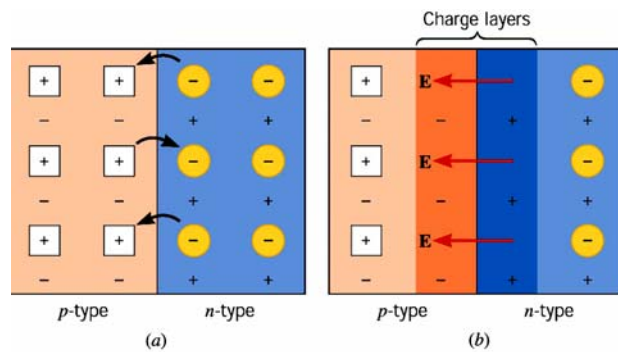 Charge layers
+ + − −
− − + +
+ + − −
− − + +
+ + − −
− − + +
p-type n-type
(a)
+ E −
− − + +
+ E −
− − + +
+ E −
− − + +
p-type n-type
(b)